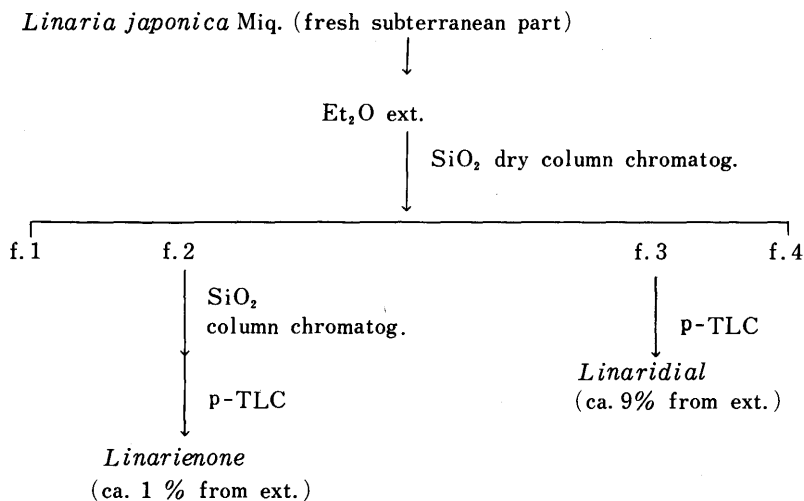 Linaria japonica Miq. (fresh subterranean part)
Et₂O ext.
SiO₂ dry column chromatog.
f.1 f.2 f.3 f.4
SiO₂
column chromatog.
p-TLC
Linarienone
(ca. 1 % from ext.)
p-TLC
Linaridial
(ca. 9% from ext.)